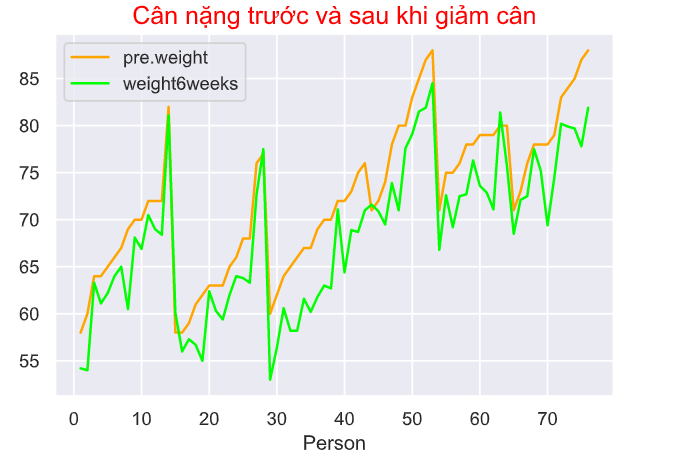 Cân nặng trước và sau khi giảm cân
pre.weight
weight6weeks
85
80
75
70
65
60
55
0 10 20 30 40 50 60 70
Person